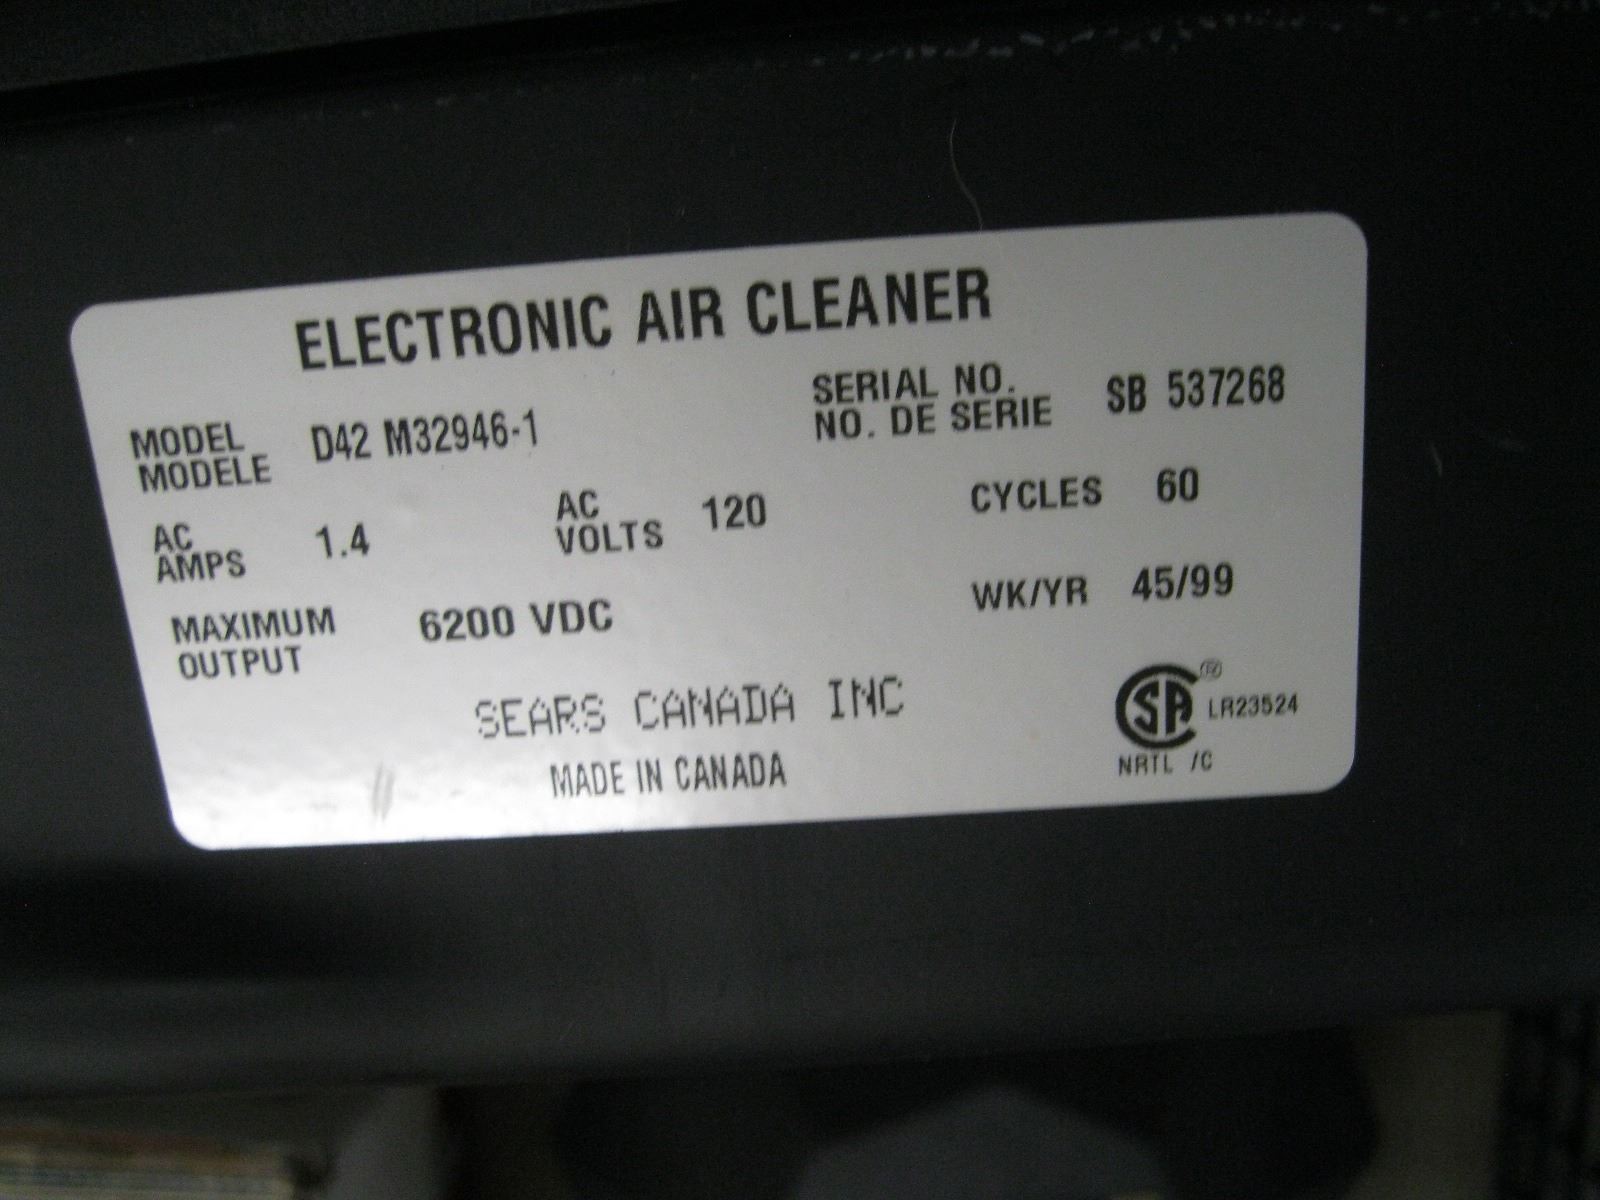 ELECTRONIC AIR CLEANER
MODEL
MODELE
D42 M32946-1
SERIAL NO.
NO. DE SERIE
SB 537268
AC
AMPS
1.4
AC
VOLTS
120
CYCLES 60
MAXIMUM
OUTPUT
6200 VDC
WK/YR 45/99
SEARS CANADA INC
MADE IN CANADA
SA ® LR23524
NRTL /C